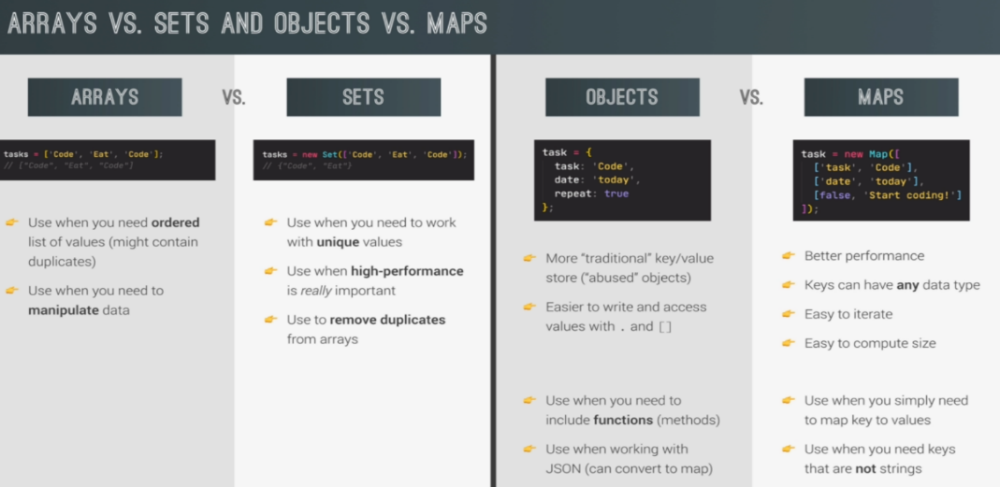 ARRAYS VS. SETS AND OBJECTS VS. MAPS
ARRAYS
VS.
SETS
tasks = ['Code', 'Eat', 'Code'];
// ["Code", "Eat", "Code"]
tasks = new Set(['Code', 'Eat', 'Code']);
// {"Code", "Eat"}
👉 Use when you need ordered
list of values (might contain
duplicates)
👉 Use when you need to
manipulate data
👉 Use when you need to work
with unique values
👉 Use when high-performance
is really important
👉 Use to remove duplicates
from arrays
OBJECTS
VS.
MAPS
task = {
task: 'Code',
date: 'today',
repeat: true
};
task = new Map([
['task', 'Code'],
['date', 'today'],
[false, 'Start coding!']
]);
👉 More "traditional" key/value
store ("abused" objects)
👉 Easier to write and access
values with . and []
👉 Use when you need to
include functions (methods)
👉 Use when working with
JSON (can convert to map)
👉 Better performance
👉 Keys can have any data type
👉 Easy to iterate
👉 Easy to compute size
👉 Use when you simply need
to map key to values
👉 Use when you need keys
that are not strings